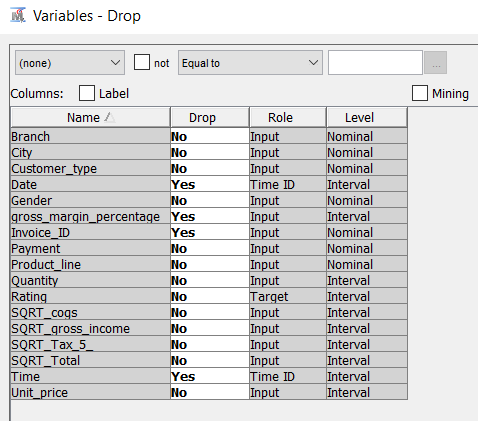 Variables - Drop
(none) not Equal to ...
Columns: Label Mining
Name Drop Role Level
Branch No Input Nominal
City No Input Nominal
Customer_type No Input Nominal
Date Yes Time ID Interval
Gender No Input Nominal
gross_margin_percentage Yes Input Interval
Invoice_ID Yes Input Nominal
Payment No Input Nominal
Product_line No Input Nominal
Quantity No Input Interval
Rating No Target Interval
SQRT_cogs No Input Interval
SQRT_gross_income No Input Interval
SQRT_Tax_5_ No Input Interval
SQRT_Total No Input Interval
Time Yes Time ID Interval
Unit_price No Input Interval